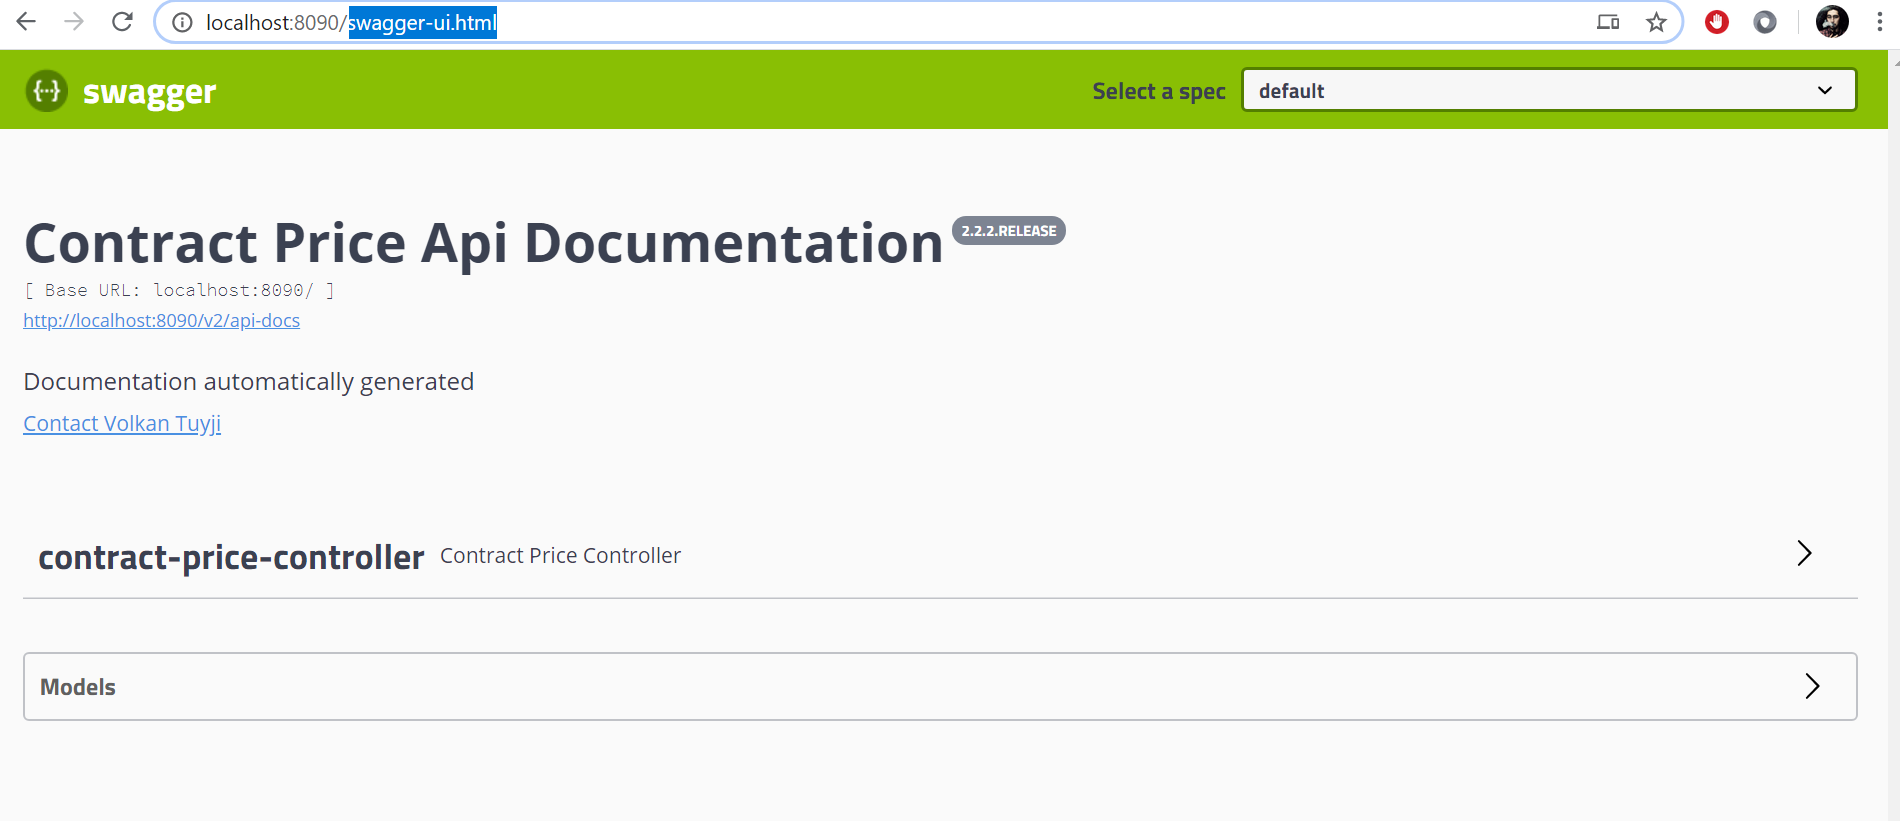 localhost:8090/swagger-ui.html
{···} swagger
Select a spec
default
Contract Price Api Documentation 2.2.2.RELEASE
[ Base URL: localhost:8090/ ]
http://localhost:8090/v2/api-docs
Documentation automatically generated
Contact Volkan Tuyji
contract-price-controller Contract Price Controller
Models